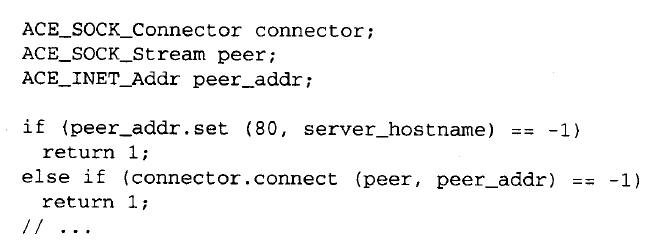 ACE_SOCK_Connector connector;
ACE_SOCK_Stream peer;
ACE_INET_Addr peer_addr;

if (peer_addr.set (80, server_hostname) == -1)
  return 1;
else if (connector.connect (peer, peer_addr) == -1)
  return 1;
// ...